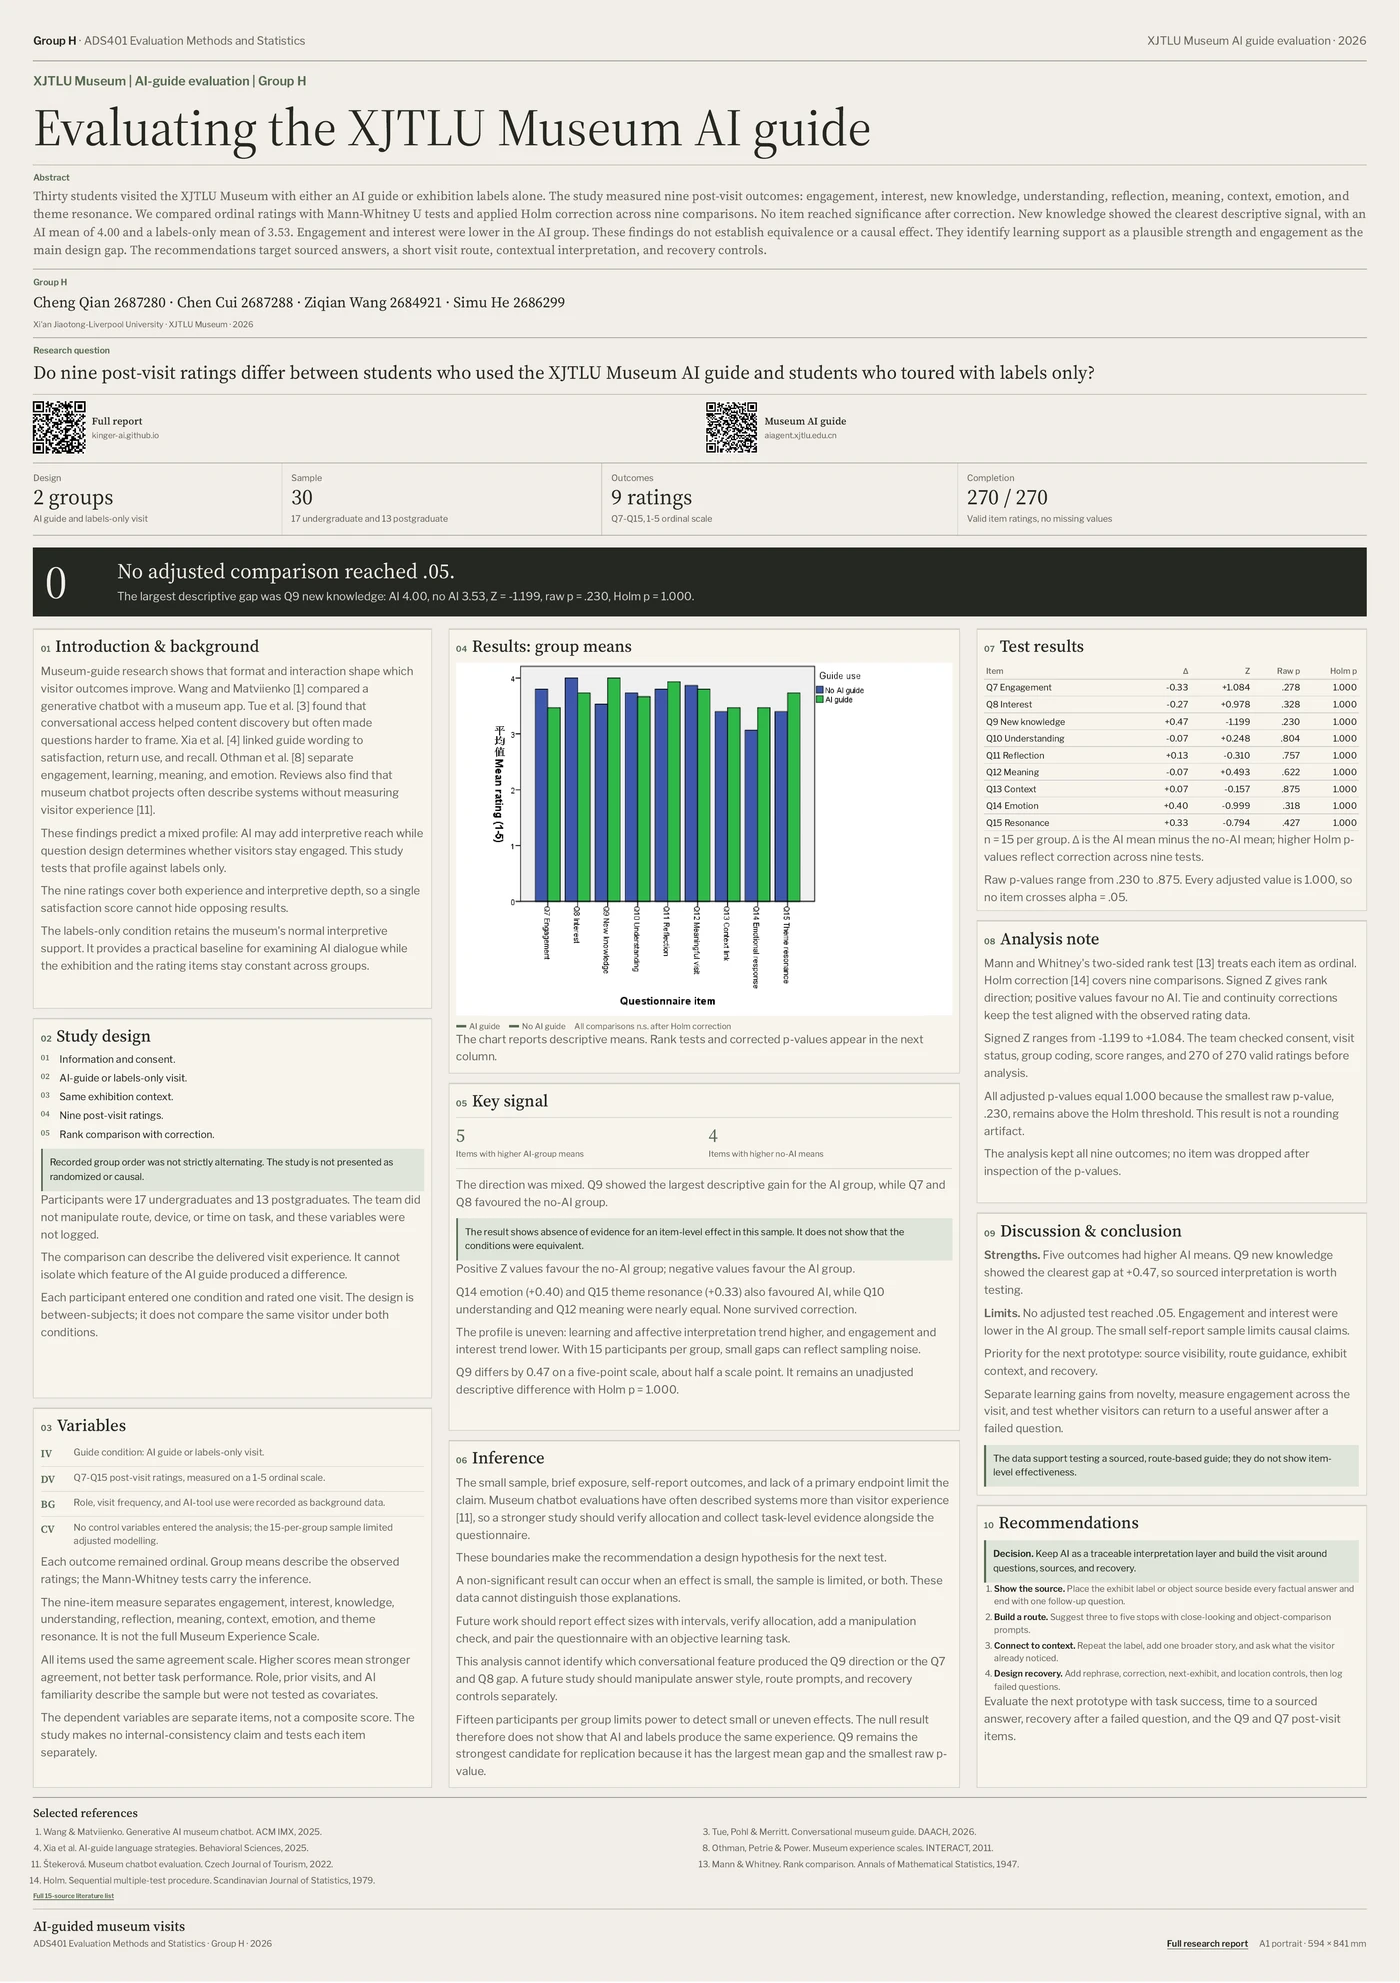 Group H · ADS401 Evaluation Methods and Statistics
XJTLU Museum AI guide evaluation · 2026
XJTLU Museum | AI-guide evaluation | Group H
Evaluating the XJTLU Museum AI guide
Abstract
Thirty students visited the XJTLU Museum with either an AI guide or exhibition labels alone. The study measured nine post-visit outcomes: engagement, interest, new knowledge, understanding, reflection, meaning, context, emotion, and
theme resonance. We compared ordinal ratings with Mann-Whitney U tests and applied Holm correction across nine comparisons. No item reached significance after correction. New knowledge showed the clearest descriptive signal, with an
AI mean of 4.00 and a labels-only mean of 3.53. Engagement and interest were lower in the AI group. These findings do not establish equivalence or a causal effect. They identify learning support as a plausible strength and engagement as the
main design gap. The recommendations target sourced answers, a short visit route, contextual interpretation, and recovery controls.
Group H
Cheng Qian 2687280 · Chen Cui 2687288 · Ziqian Wang 2684921 · Simu He 2686299
Xi'an Jiaotong-Liverpool University · XJTLU Museum · 2026
Research question
Do nine post-visit ratings differ between students who used the XJTLU Museum AI guide and students who toured with labels only?
Full report
kinger-ai.github.io
Museum AI guide
aiagent.xjtlu.edu.cn
Design
2 groups
AI guide and labels-only visit
Sample
30
17 undergraduate and 13 postgraduate
Outcomes
9 ratings
Q7-Q15, 1-5 ordinal scale
Completion
270 / 270
Valid item ratings, no missing values
0
No adjusted comparison reached .05.
The largest descriptive gap was Q9 new knowledge: AI 4.00, no AI 3.53, Z = -1.199, raw p = .230, Holm p = 1.000.
01 Introduction & background
Museum-guide research shows that format and interaction shape which
visitor outcomes improve. Wang and Matviienko [1] compared a
generative chatbot with a museum app. Tue et al. [3] found that
conversational access helped content discovery but often made
questions harder to frame. Xia et al. [4] linked guide wording to
satisfaction, return use, and recall. Othman et al. [8] separate
engagement, learning, meaning, and emotion. Reviews also find that
museum chatbot projects often describe systems without measuring
visitor experience [11].
These findings predict a mixed profile: AI may add interpretive reach while
question design determines whether visitors stay engaged. This study
tests that profile against labels only.
The nine ratings cover both experience and interpretive depth, so a single
satisfaction score cannot hide opposing results.
The labels-only condition retains the museum's normal interpretive
support. It provides a practical baseline for examining AI dialogue while
the exhibition and the rating items stay constant across groups.
02 Study design
01 Information and consent.
02 AI-guide or labels-only visit.
03 Same exhibition context.
04 Nine post-visit ratings.
05 Rank comparison with correction.
Recorded group order was not strictly alternating. The study is not presented as
randomized or causal.
Participants were 17 undergraduates and 13 postgraduates. The team did
not manipulate route, device, or time on task, and these variables were
not logged.
The comparison can describe the delivered visit experience. It cannot
isolate which feature of the AI guide produced a difference.
Each participant entered one condition and rated one visit. The design is
between-subjects; it does not compare the same visitor under both
conditions.
03 Variables
IV Guide condition: AI guide or labels-only visit.
DV Q7-Q15 post-visit ratings, measured on a 1-5 ordinal scale.
BG Role, visit frequency, and AI-tool use were recorded as background data.
CV No control variables entered the analysis; the 15-per-group sample limited
adjusted modelling.
Each outcome remained ordinal. Group means describe the observed
ratings; the Mann-Whitney tests carry the inference.
The nine-item measure separates engagement, interest, knowledge,
understanding, reflection, meaning, context, emotion, and theme
resonance. It is not the full Museum Experience Scale.
All items used the same agreement scale. Higher scores mean stronger
agreement, not better task performance. Role, prior visits, and AI
familiarity describe the sample but were not tested as covariates.
The dependent variables are separate items, not a composite score. The
study makes no internal-consistency claim and tests each item
separately.
04 Results: group means
Guide use
No AI guide
AI guide
4
3
2
1
0
平均值 Mean rating (1-5)
Q7 Engagement
Q8 Interest
Q9 New knowledge
Q10 Understanding
Q11 Reflection
Q12 Meaningful visit
Q13 Context link
Q14 Emotional response
Q15 Theme resonance
Questionnaire item
AI guide No AI guide All comparisons n.s. after Holm correction
The chart reports descriptive means. Rank tests and corrected p-values appear in the next
column.
05 Key signal
5
Items with higher AI-group means
4
Items with higher no-AI means
The direction was mixed. Q9 showed the largest descriptive gain for the AI group, while Q7 and
Q8 favoured the no-AI group.
The result shows absence of evidence for an item-level effect in this sample. It does not show that the
conditions were equivalent.
Positive Z values favour the no-AI group; negative values favour the AI group.
Q14 emotion (+0.40) and Q15 theme resonance (+0.33) also favoured AI, while Q10
understanding and Q12 meaning were nearly equal. None survived correction.
The profile is uneven: learning and affective interpretation trend higher, and engagement and
interest trend lower. With 15 participants per group, small gaps can reflect sampling noise.
Q9 differs by 0.47 on a five-point scale, about half a scale point. It remains an unadjusted
descriptive difference with Holm p = 1.000.
06 Inference
The small sample, brief exposure, self-report outcomes, and lack of a primary endpoint limit the
claim. Museum chatbot evaluations have often described systems more than visitor experience
[11], so a stronger study should verify allocation and collect task-level evidence alongside the
questionnaire.
These boundaries make the recommendation a design hypothesis for the next test.
A non-significant result can occur when an effect is small, the sample is limited, or both. These
data cannot distinguish those explanations.
Future work should report effect sizes with intervals, verify allocation, add a manipulation
check, and pair the questionnaire with an objective learning task.
This analysis cannot identify which conversational feature produced the Q9 direction or the Q7
and Q8 gap. A future study should manipulate answer style, route prompts, and recovery
controls separately.
Fifteen participants per group limits power to detect small or uneven effects. The null result
therefore does not show that AI and labels produce the same experience. Q9 remains the
strongest candidate for replication because it has the largest mean gap and the smallest raw p-
value.
07 Test results
Item Δ Z Raw p Holm p
Q7 Engagement -0.33 +1.084 .278 1.000
Q8 Interest -0.27 +0.978 .328 1.000
Q9 New knowledge +0.47 -1.199 .230 1.000
Q10 Understanding -0.07 +0.248 .804 1.000
Q11 Reflection +0.13 -0.310 .757 1.000
Q12 Meaning -0.07 +0.493 .622 1.000
Q13 Context +0.07 -0.157 .875 1.000
Q14 Emotion +0.40 -0.999 .318 1.000
Q15 Resonance +0.33 -0.794 .427 1.000
n = 15 per group. Δ is the AI mean minus the no-AI mean; higher Holm p-
values reflect correction across nine tests.
Raw p-values range from .230 to .875. Every adjusted value is 1.000, so
no item crosses alpha = .05.
08 Analysis note
Mann and Whitney's two-sided rank test [13] treats each item as ordinal.
Holm correction [14] covers nine comparisons. Signed Z gives rank
direction; positive values favour no AI. Tie and continuity corrections
keep the test aligned with the observed rating data.
Signed Z ranges from -1.199 to +1.084. The team checked consent, visit
status, group coding, score ranges, and 270 of 270 valid ratings before
analysis.
All adjusted p-values equal 1.000 because the smallest raw p-value,
.230, remains above the Holm threshold. This result is not a rounding
artifact.
The analysis kept all nine outcomes; no item was dropped after
inspection of the p-values.
09 Discussion & conclusion
Strengths. Five outcomes had higher AI means. Q9 new knowledge
showed the clearest gap at +0.47, so sourced interpretation is worth
testing.
Limits. No adjusted test reached .05. Engagement and interest were
lower in the AI group. The small self-report sample limits causal claims.
Priority for the next prototype: source visibility, route guidance, exhibit
context, and recovery.
Separate learning gains from novelty, measure engagement across the
visit, and test whether visitors can return to a useful answer after a
failed question.
The data support testing a sourced, route-based guide; they do not show item-
level effectiveness.
10 Recommendations
Decision. Keep AI as a traceable interpretation layer and build the visit around
questions, sources, and recovery.
1. Show the source. Place the exhibit label or object source beside every factual answer and
end with one follow-up question.
2. Build a route. Suggest three to five stops with close-looking and object-comparison
prompts.
3. Connect to context. Repeat the label, add one broader story, and ask what the visitor
already noticed.
4. Design recovery. Add rephrase, correction, next-exhibit, and location controls, then log
failed questions.
Evaluate the next prototype with task success, time to a sourced
answer, recovery after a failed question, and the Q9 and Q7 post-visit
items.
Selected references
1. Wang & Matviienko. Generative AI museum chatbot. ACM IMX, 2025.
3. Tue, Pohl & Merritt. Conversational museum guide. DAACH, 2026.
4. Xia et al. AI-guide language strategies. Behavioral Sciences, 2025.
8. Othman, Petrie & Power. Museum experience scales. INTERACT, 2011.
11. Štekerová. Museum chatbot evaluation. Czech Journal of Tourism, 2022.
13. Mann & Whitney. Rank comparison. Annals of Mathematical Statistics, 1947.
14. Holm. Sequential multiple-test procedure. Scandinavian Journal of Statistics, 1979.
Full 15-source literature list
AI-guided museum visits
ADS401 Evaluation Methods and Statistics · Group H · 2026
Full research report A1 portrait · 594 × 841 mm